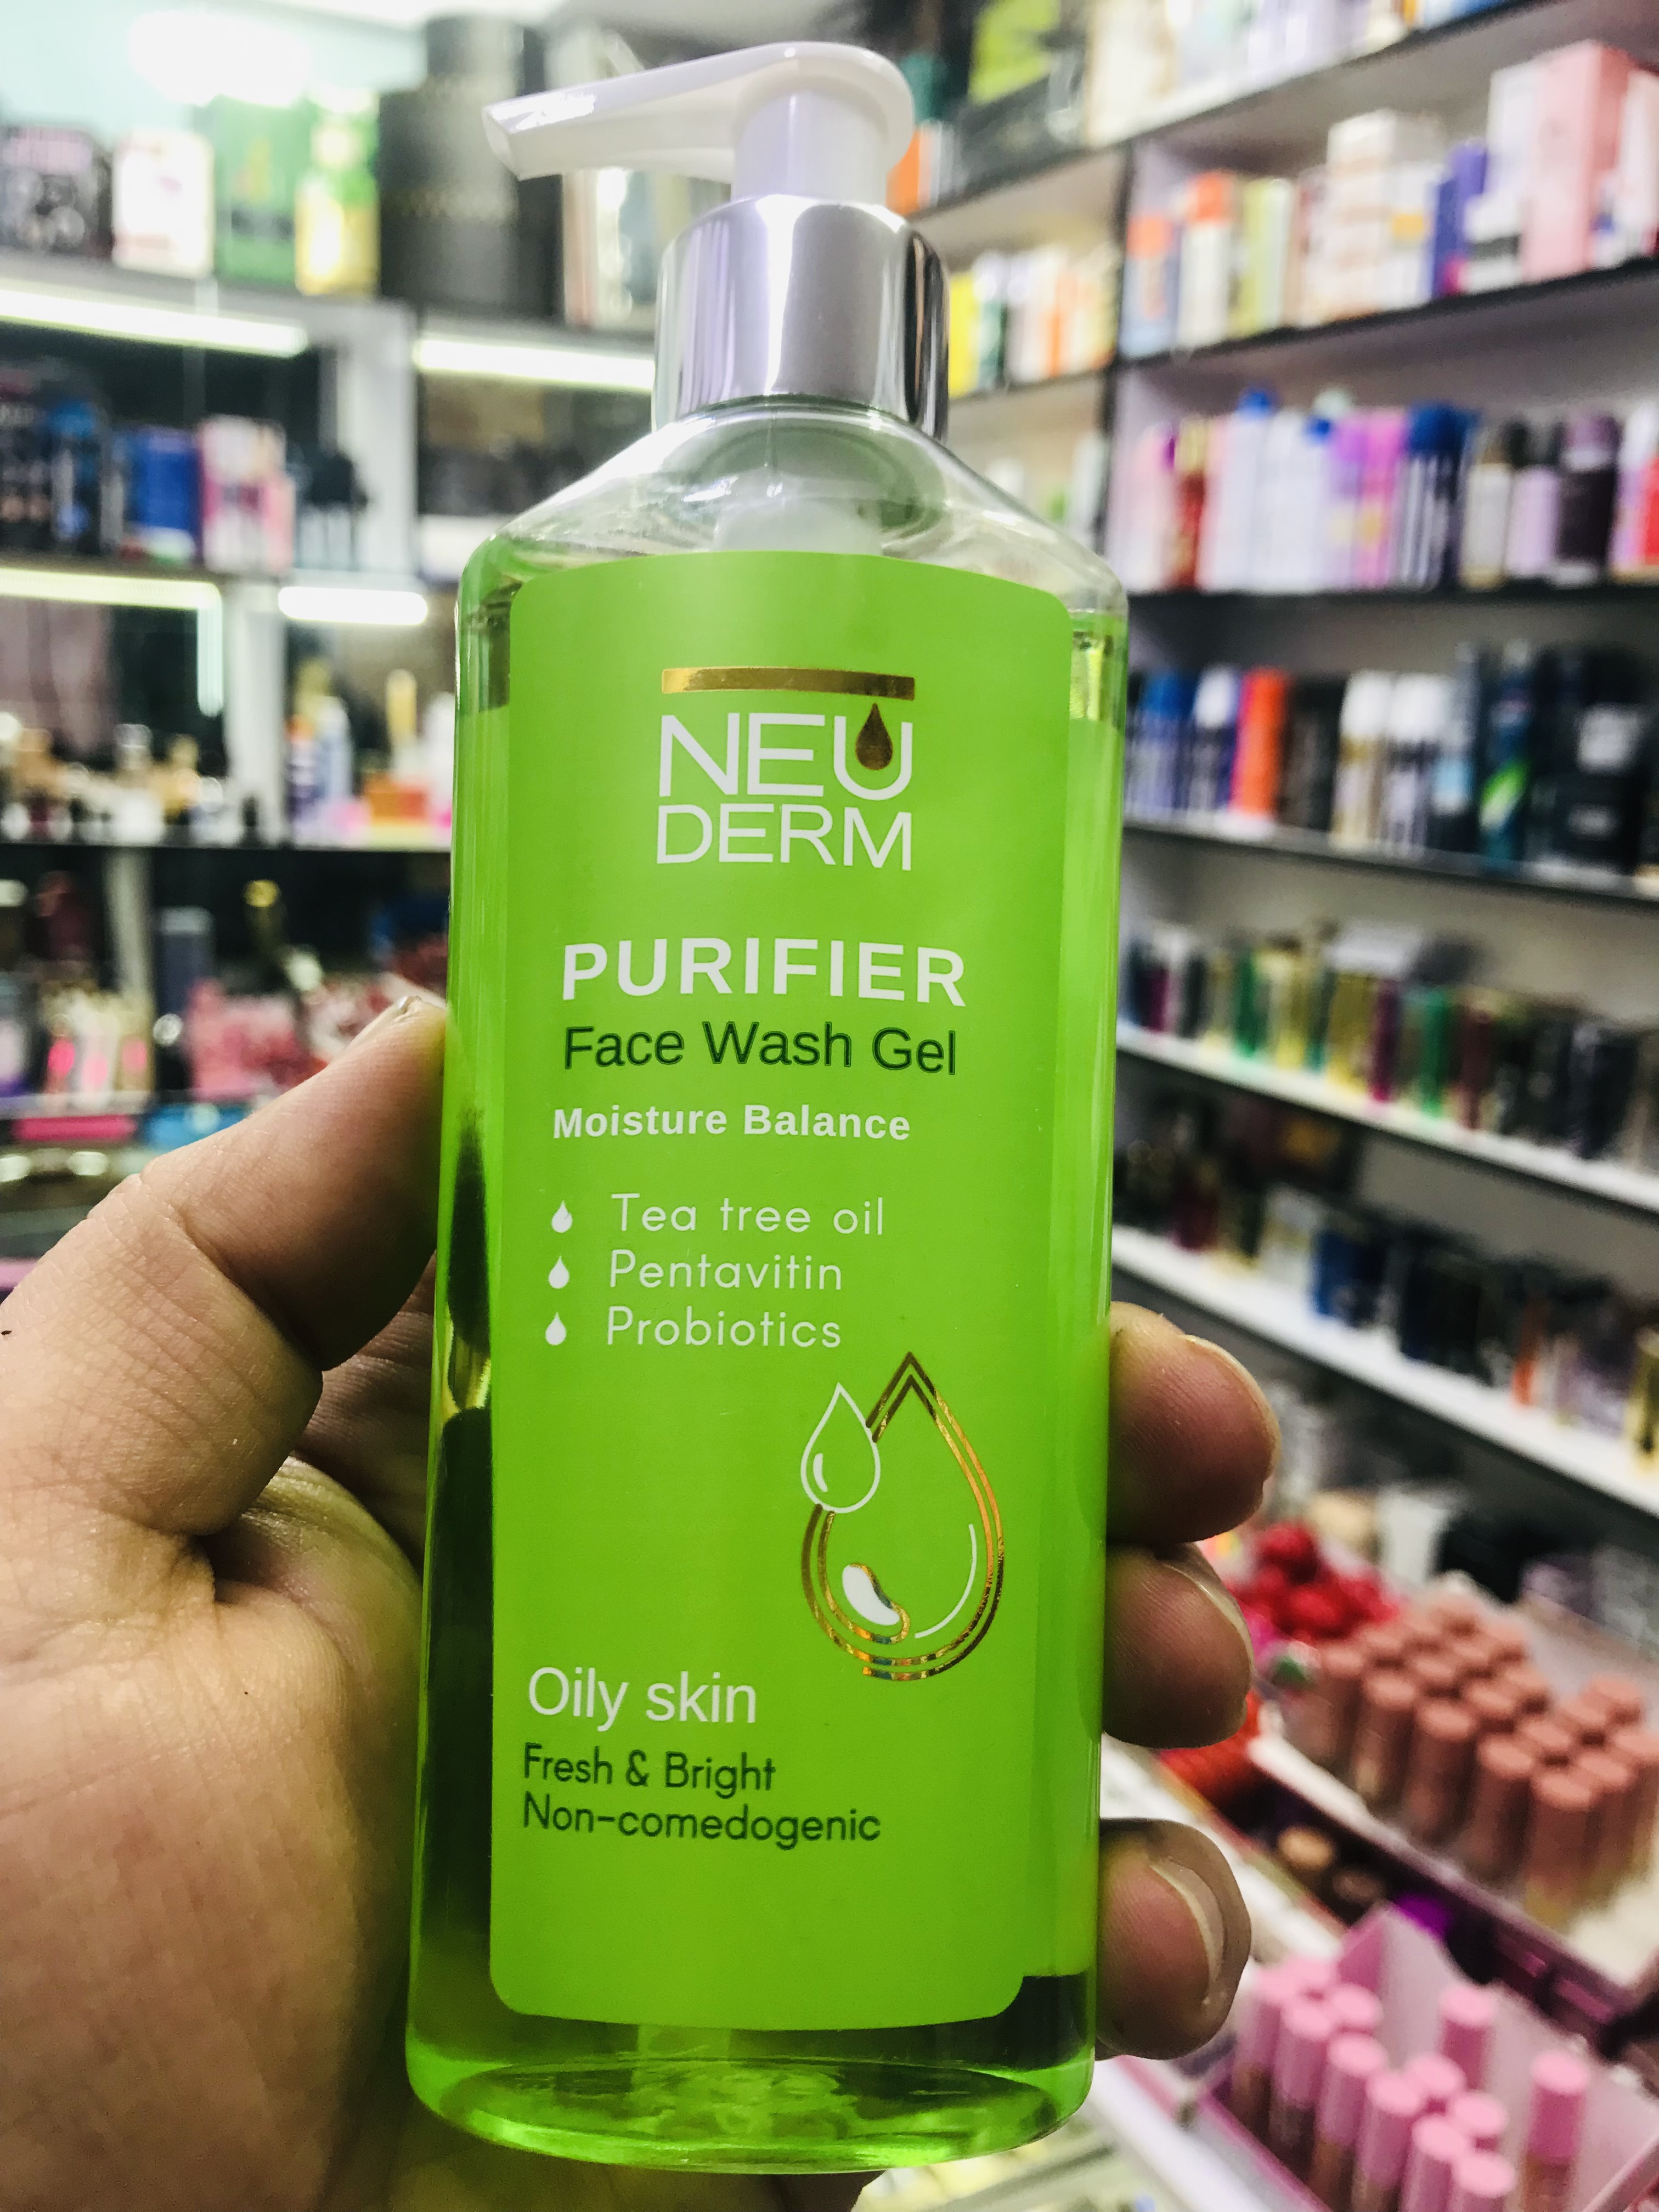 NEU
DERM
PURIFIER
Face Wash Gel
Moisture Balance
Tea tree oil
Pentavitin
Probiotics
Oily skin
Fresh & Bright
Non-comedogenic